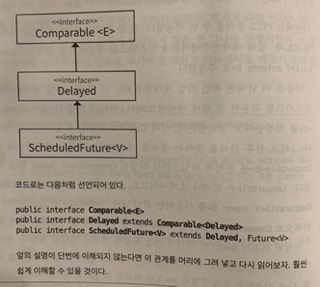 <<interface>>
Comparable <E>
<<interface>>
Delayed
<<interface>>
ScheduledFuture<V>
코드로는 다음처럼 선언되어 있다.
public interface Comparable<E>
public interface Delayed extends Comparable<Delayed>
public interface ScheduledFuture<V> extends Delayed, Future<V>
앞의 설명이 단번에 이해되지 않는다면 이 관계를 머리에 그려 넣고 다시 읽어보자. 훨씬
쉽게 이해할 수 있을 것이다.